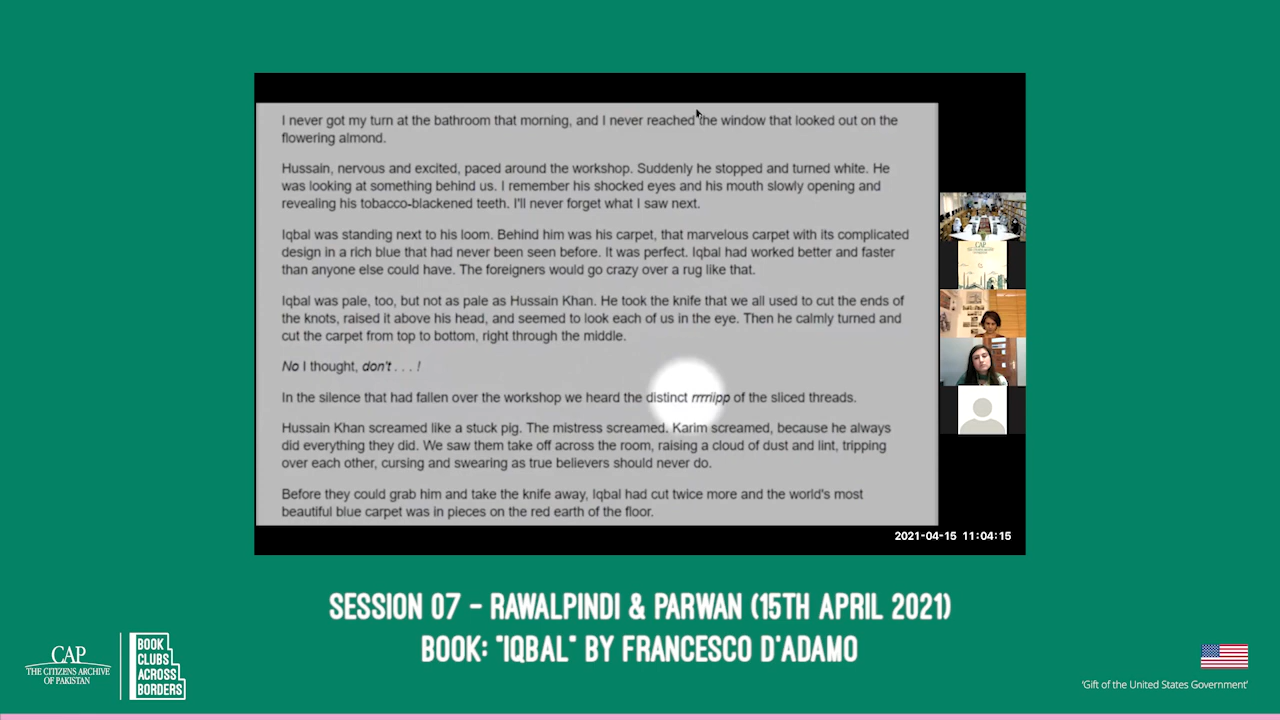 I never got my turn at the bathroom that morning, and I never reached the window that looked out on the
flowering almond.
Hussain, nervous and excited, paced around the workshop. Suddenly he stopped and turned white. He
was looking at something behind us. I remember his shocked eyes and his mouth slowly opening and
revealing his tobacco-blackened teeth. I'll never forget what I saw next.
Iqbal was standing next to his loom. Behind him was his carpet, that marvelous carpet with its complicated
design in a rich blue that had never been seen before. It was perfect. Iqbal had worked better and faster
than anyone else could have. The foreigners would go crazy over a rug like that.
Iqbal was pale, too, but not as pale as Hussain Khan. He took the knife that we all used to cut the ends of
the knots, raised it above his head, and seemed to look each of us in the eye. Then he calmly turned and
cut the carpet from top to bottom, right through the middle.
No I thought, don't . . . !
In the silence that had fallen over the workshop we heard the distinct rrrriipp of the sliced threads.
Hussain Khan screamed like a stuck pig. The mistress screamed. Karim screamed, because he always
did everything they did. We saw them take off across the room, raising a cloud of dust and lint, tripping
over each other, cursing and swearing as true believers should never do.
Before they could grab him and take the knife away, Iqbal had cut twice more and the world's most
beautiful blue carpet was in pieces on the red earth of the floor.
CAP
2021-04-15 11:04:15
SESSION 07 - RAWALPINDI & PARWAN (15TH APRIL 2021)
BOOK: "IQBAL" BY FRANCESCO D'ADAMO
CAP
THE CITIZENS ARCHIVE
OF PAKISTAN
BOOK
CLUBS
ACROSS
BORDERS
'Gift of the United States Government'